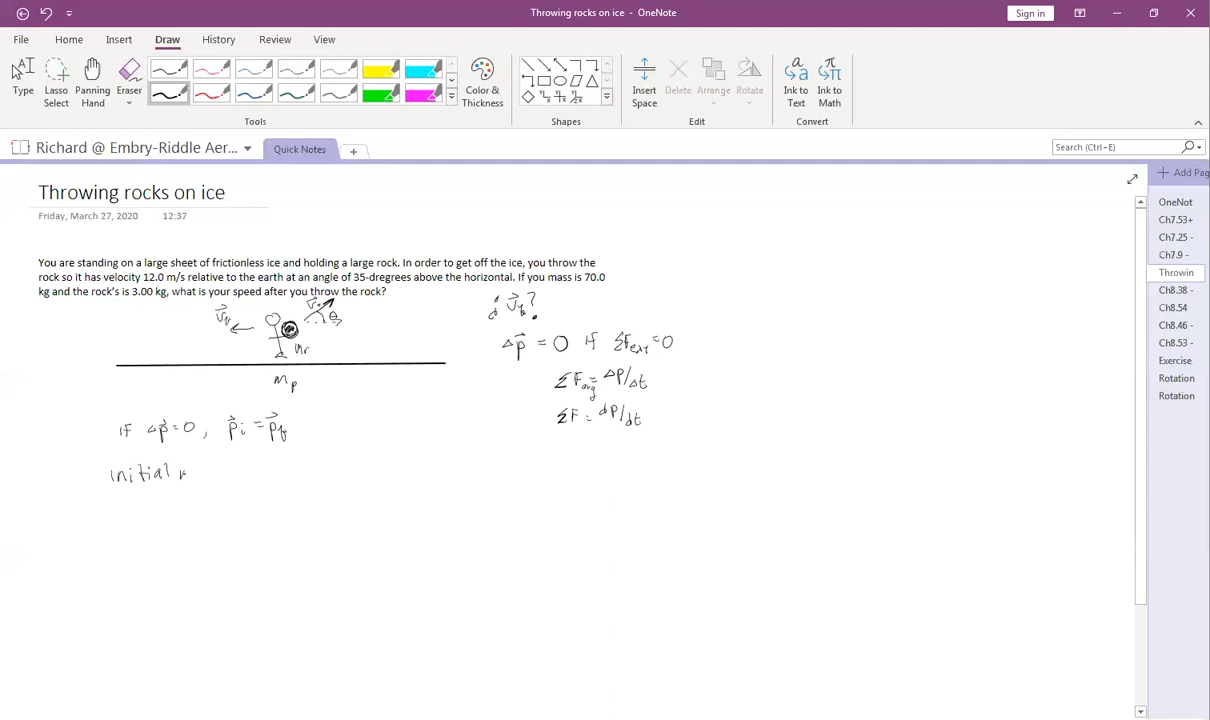 Throwing rocks on ice - OneNote
Sign in
File Home Insert Draw History Review View
Type
Lasso Select
Panning Hand
Eraser
Color & Thickness
Insert Space
Delete
Arrange
Rotate
Ink to Text
Ink to Math
Tools
Shapes
Edit
Convert
Richard @ Embry-Riddle Aer...
Quick Notes
Search (Ctrl+E)
Throwing rocks on ice
Friday, March 27, 2020 12:37
You are standing on a large sheet of frictionless ice and holding a large rock. In order to get off the ice, you throw the
rock so it has velocity 12.0 m/s relative to the earth at an angle of 35-degrees above the horizontal. If you mass is 70.0
kg and the rock's is 3.00 kg, what is your speed after you throw the rock?
θ
mr
mp
¿ v⃗f?
Δp⃗ = 0 if ΣFext = 0
ΣFavg = ΔP/Δt
ΣF = dP/dt
if Δp⃗ = 0, p⃗i = p⃗f
initial
Add Pag
OneNot
Ch7.53+
Ch7.25 -
Ch7.9 -
Throwin
Ch8.38 -
Ch8.54
Ch8.46 -
Ch8.53 -
Exercise
Rotation
Rotation